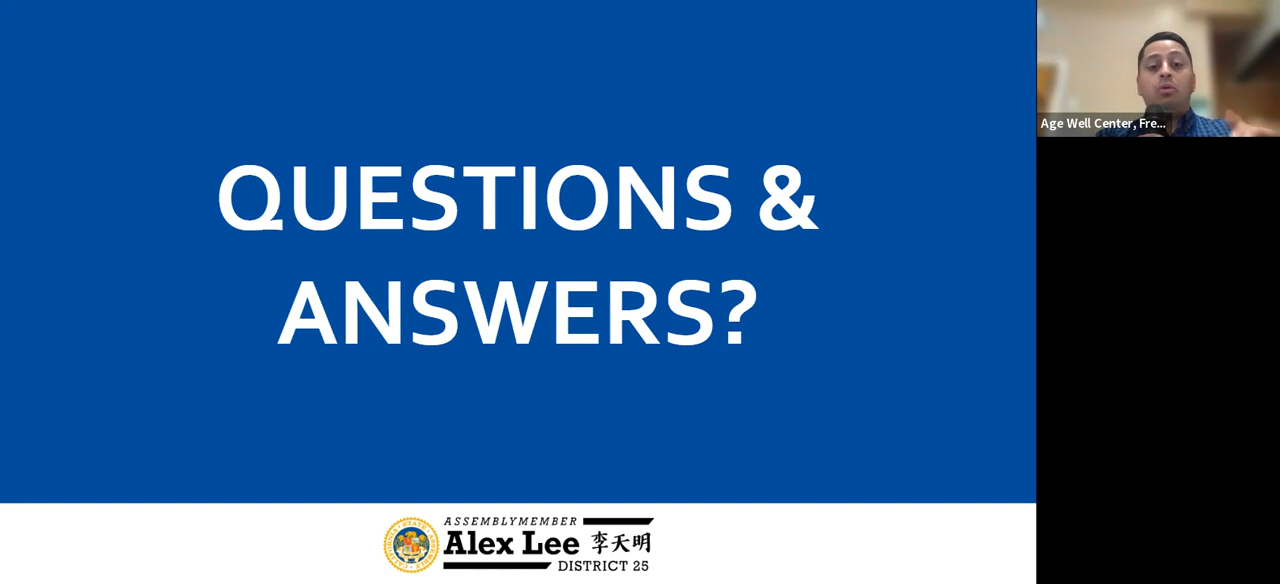 QUESTIONS &
ANSWERS?
Age Well Center, Fre...
ASSEMBLYMEMBER
Alex Lee 李天明
DISTRICT 25